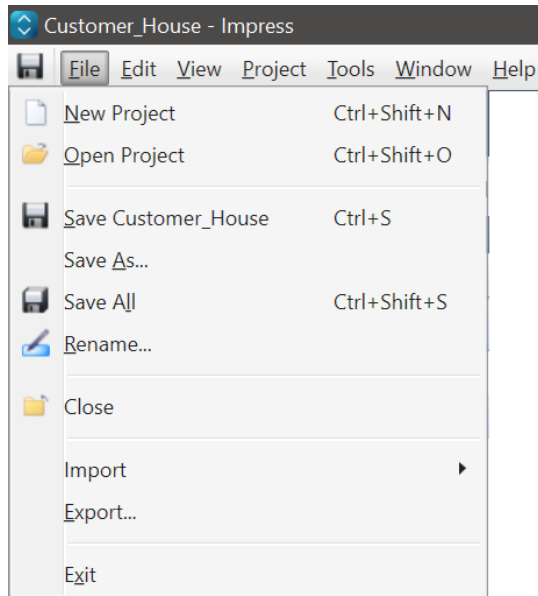 Customer_House - Impress
File Edit View Project Tools Window Help
New Project Ctrl+Shift+N
Open Project Ctrl+Shift+O
Save Customer_House Ctrl+S
Save As...
Save All Ctrl+Shift+S
Rename...
Close
Import
Export...
Exit